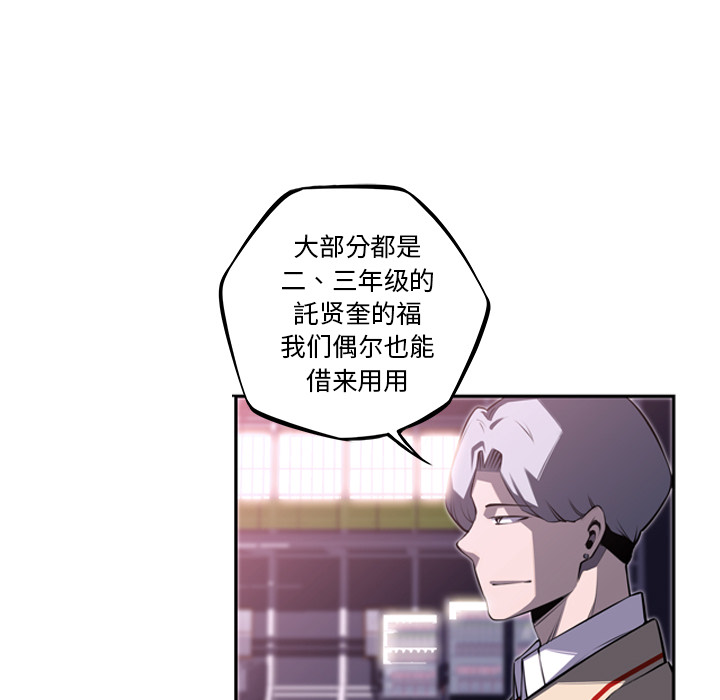 大部分都是
二、三年级的
託贤奎的福
我们偶尔也能
借来用用